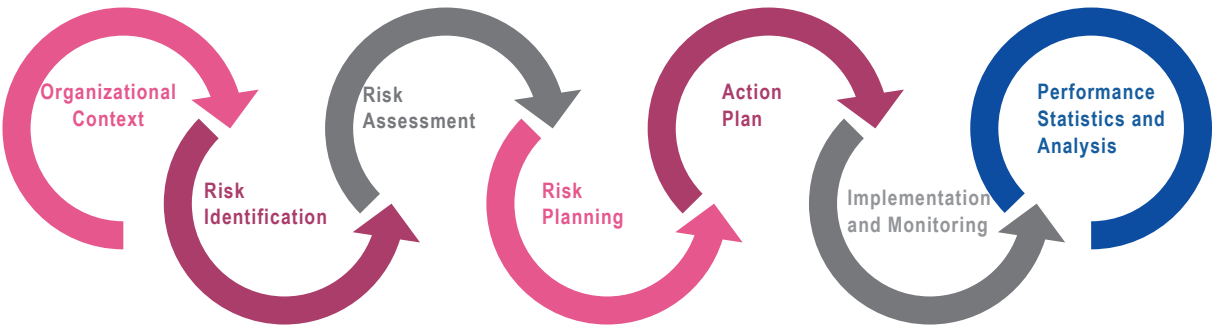 Organizational
Context
Risk
Identification
Risk
Assessment
Risk
Planning
Action
Plan
Implementation
and Monitoring
Performance
Statistics and
Analysis